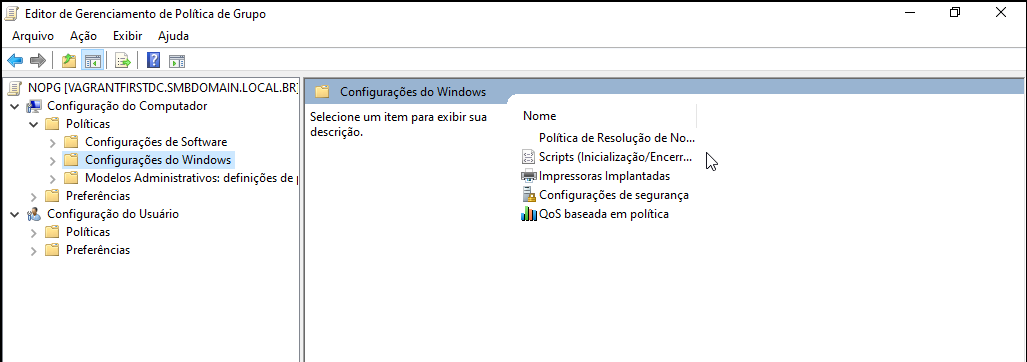 Editor de Gerenciamento de Política de Grupo
Arquivo Ação Exibir Ajuda
NOPG [VAGRANTFIRSTDC.SMBDOMAIN.LOCAL.BR]
Configuração do Computador
Políticas
Configurações de Software
Configurações do Windows
Modelos Administrativos: definições de p
Preferências
Configuração do Usuário
Políticas
Preferências
Configurações do Windows
Selecione um item para exibir sua
descrição.
Nome
Política de Resolução de No...
Scripts (Inicialização/Encerr...
Impressoras Implantadas
Configurações de segurança
QoS baseada em política